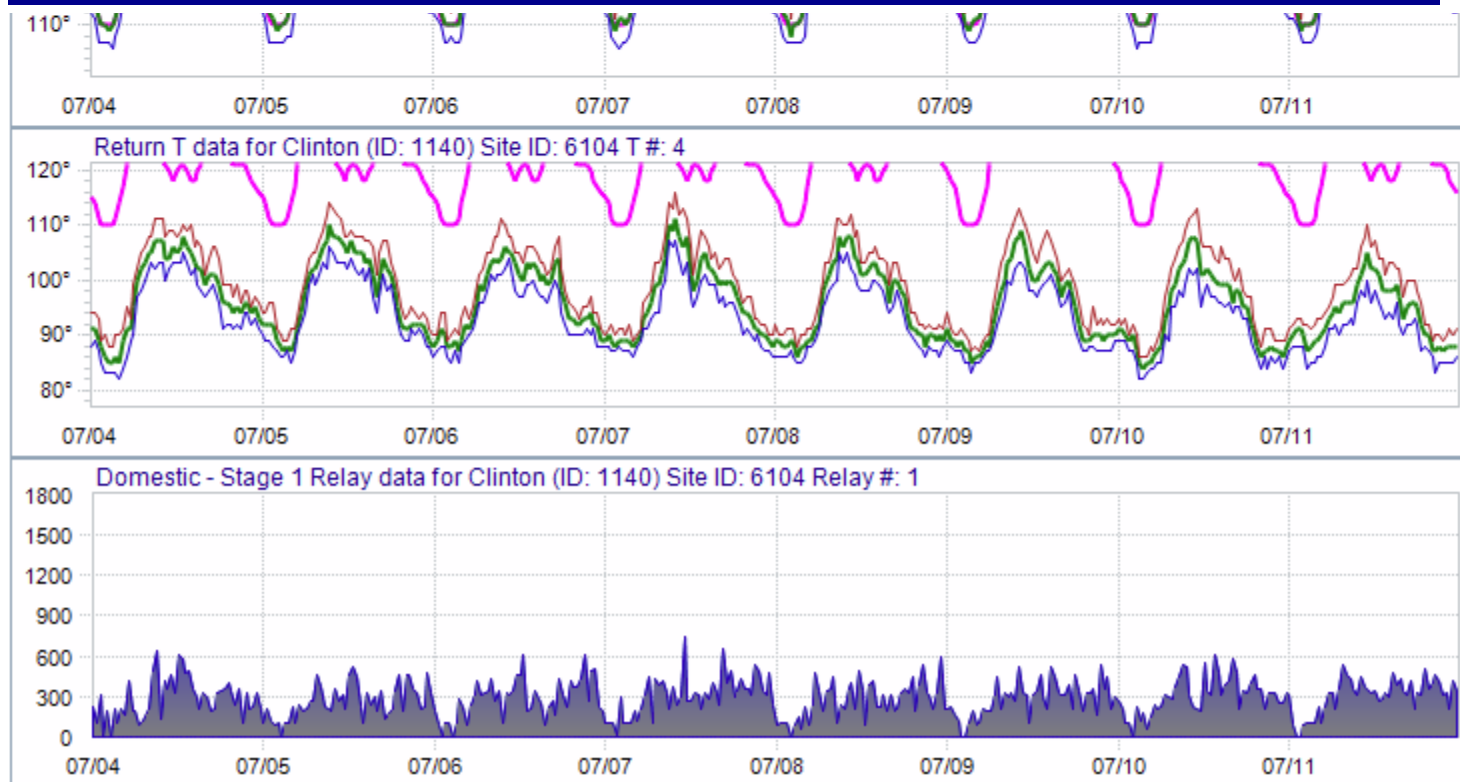 110°
07/04 07/05 07/06 07/07 07/08 07/09 07/10 07/11
Return T data for Clinton (ID: 1140) Site ID: 6104 T #: 4
120°
110°
100°
90°
80°
07/04 07/05 07/06 07/07 07/08 07/09 07/10 07/11
Domestic - Stage 1 Relay data for Clinton (ID: 1140) Site ID: 6104 Relay #: 1
1800
1500
1200
900
600
300
0
07/04 07/05 07/06 07/07 07/08 07/09 07/10 07/11